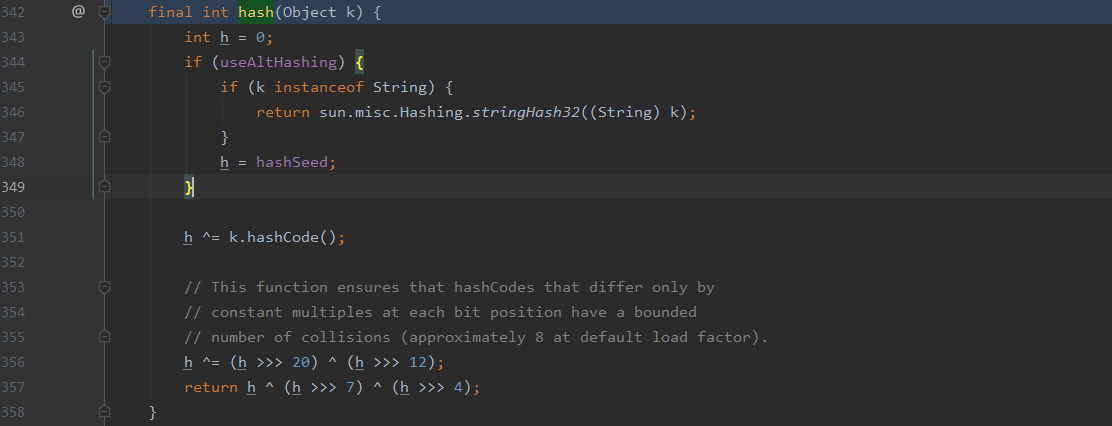 342 @ final int hash(Object k) {
343 int h = 0;
344 if (useAltHashing) {
345 if (k instanceof String) {
346 return sun.misc.Hashing.stringHash32((String) k);
347 }
348 h = hashSeed;
349 }
350
351 h ^= k.hashCode();
352
353 // This function ensures that hashCodes that differ only by
354 // constant multiples at each bit position have a bounded
355 // number of collisions (approximately 8 at default load factor).
356 h ^= (h >>> 20) ^ (h >>> 12);
357 return h ^ (h >>> 7) ^ (h >>> 4);
358 }